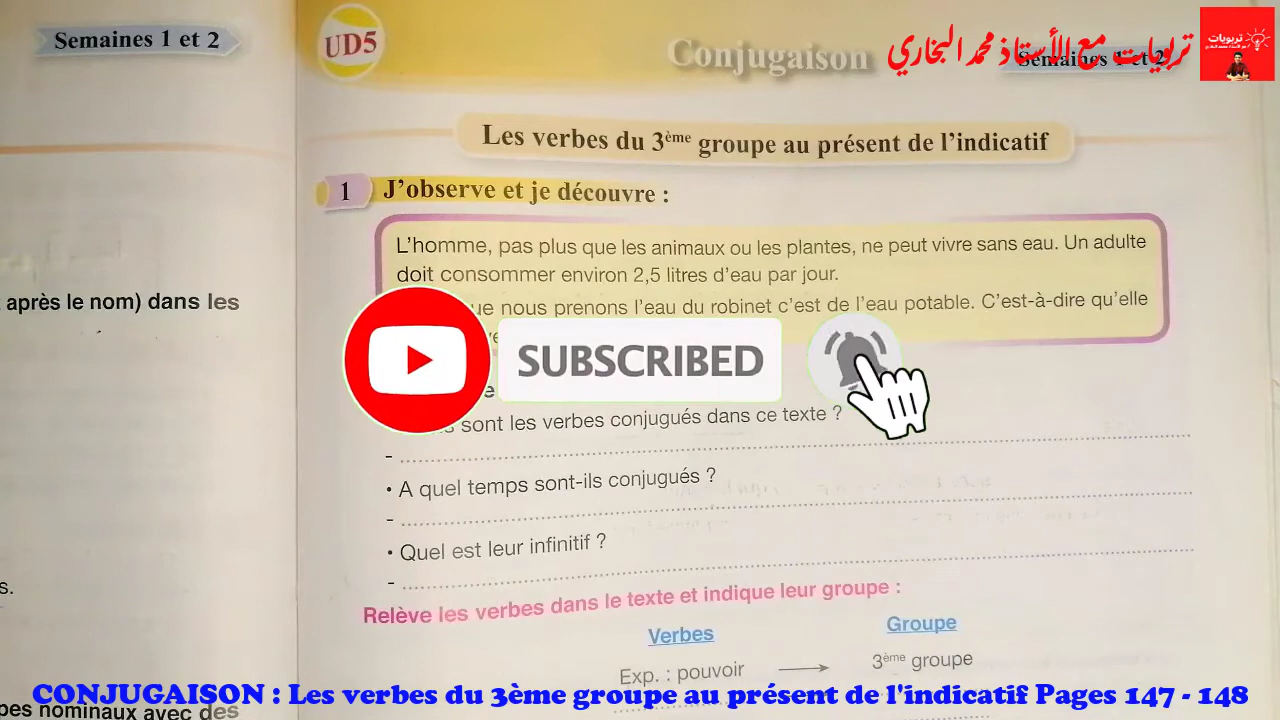 Semaines 1 et 2
UD5
Conjugaison
Semaines 1 et 2
تربويات مع الأستاذ محمد البخاري
تربويات
Les verbes du 3ème groupe au présent de l'indicatif
1 J'observe et je découvre :
L'homme, pas plus que les animaux ou les plantes, ne peut vivre sans eau. Un adulte
doit consommer environ 2,5 litres d'eau par jour.
nous prenons l'eau du robinet c'est de l'eau potable. C'est-à-dire qu'elle
après le nom) dans les
SUBSCRIBED
sont les verbes conjugués dans ce texte ?
-
• A quel temps sont-ils conjugués ?
-
• Quel est leur infinitif ?
-
s.
Relève les verbes dans le texte et indique leur groupe :
Verbes Groupe
Exp. : pouvoir → 3ème groupe
CONJUGAISON : Les verbes du 3ème groupe au présent de l'indicatif Pages 147 - 148
nominaux avec des